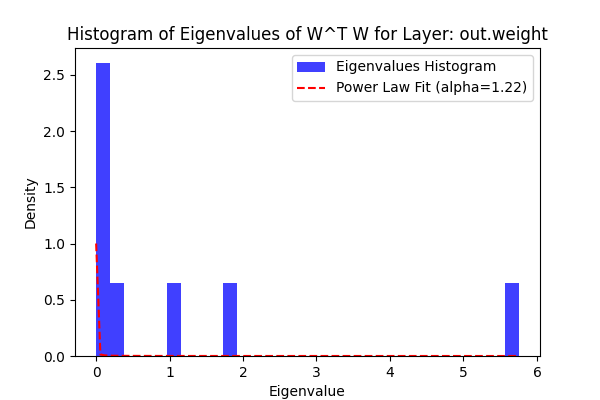 Histogram of Eigenvalues of W^T W for Layer: out.weight
Eigenvalues Histogram
Power Law Fit (alpha=1.22)
Density
2.5
2.0
1.5
1.0
0.5
0.0
0 1 2 3 4 5 6
Eigenvalue